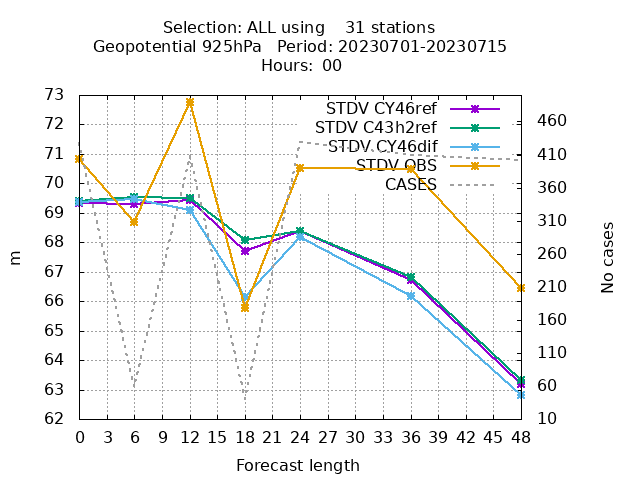 Selection: ALL using    31 stations
Geopotential 925hPa   Period: 20230701-20230715
Hours: 00
STDV CY46ref
STDV C43h2ref
STDV CY46dif
STDV OBS
CASES
73
72
71
70
69
68
67
66
65
64
63
62
m
460
410
360
310
260
210
160
110
60
10
No cases
0 3 6 9 12 15 18 21 24 27 30 33 36 39 42 45 48
Forecast length